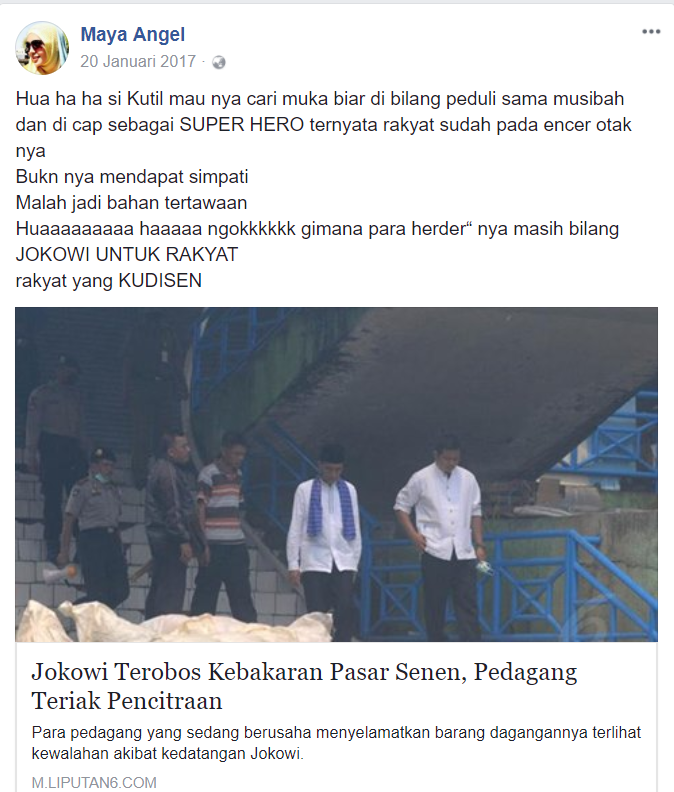 Maya Angel
20 Januari 2017 ·
Hua ha ha si Kutil mau nya cari muka biar di bilang peduli sama musibah
dan di cap sebagai SUPER HERO ternyata rakyat sudah pada encer otak
nya
Bukn nya mendapat simpati
Malah jadi bahan tertawaan
Huaaaaaaaaa haaaaa ngokkkkkk gimana para herder“ nya masih bilang
JOKOWI UNTUK RAKYAT
rakyat yang KUDISEN
Jokowi Terobos Kebakaran Pasar Senen, Pedagang
Teriak Pencitraan
Para pedagang yang sedang berusaha menyelamatkan barang dagangannya terlihat
kewalahan akibat kedatangan Jokowi.
M.LIPUTAN6.COM